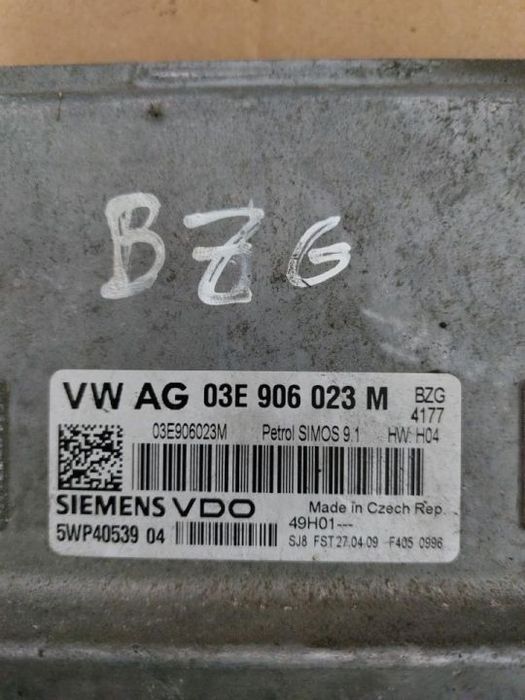 BZG
VW AG 03E 906 023 M BZG
4177
03E906023M Petrol SIMOS 9.1 HW: H04
SIEMENS VDO Made in Czech Rep.
49H01---
5WP40539 04 SJ8 FST 27.04.09 -F405 0996